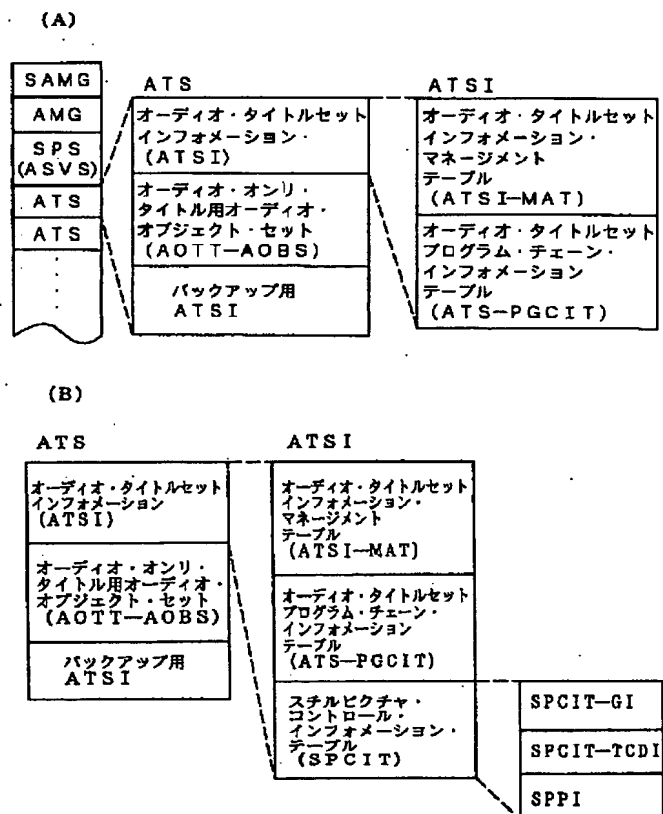 (A)
SAMG
AMG
SPS
(ASVS)
ATS
ATS
ATS
オーディオ・タイトルセット
インフォメーション
(ATSI)
オーディオ・オンリ・
タイトル用オーディオ・
オブジェクト・セット
(AOTT—AOBS)
バックアップ用
ATSI
ATSI
オーディオ・タイトルセット
インフォメーション・
マネージメント
テーブル
(ATSI-MAT)
オーディオ・タイトルセット
プログラム・チェーン・
インフォメーション
テーブル
(ATS—PGCIT)
(B)
ATS
オーディオ・タイトルセット
インフォメーション
(ATSI)
オーディオ・オンリ・
タイトル用オーディオ・
オブジェクト・セット
(AOTT—AOBS)
バックアップ用
ATSI
ATSI
オーディオ・タイトルセット
インフォメーション・
マネージメント
テーブル
(ATSI—MAT)
オーディオ・タイトルセット
プログラム・チェーン・
インフォメーション
テーブル
(ATS—PGCIT)
スチルピクチャ・
コントロール・
インフォメーション・
テーブル
(SPCIT)
SPCIT—GI
SPCIT—TCDI
SPPI